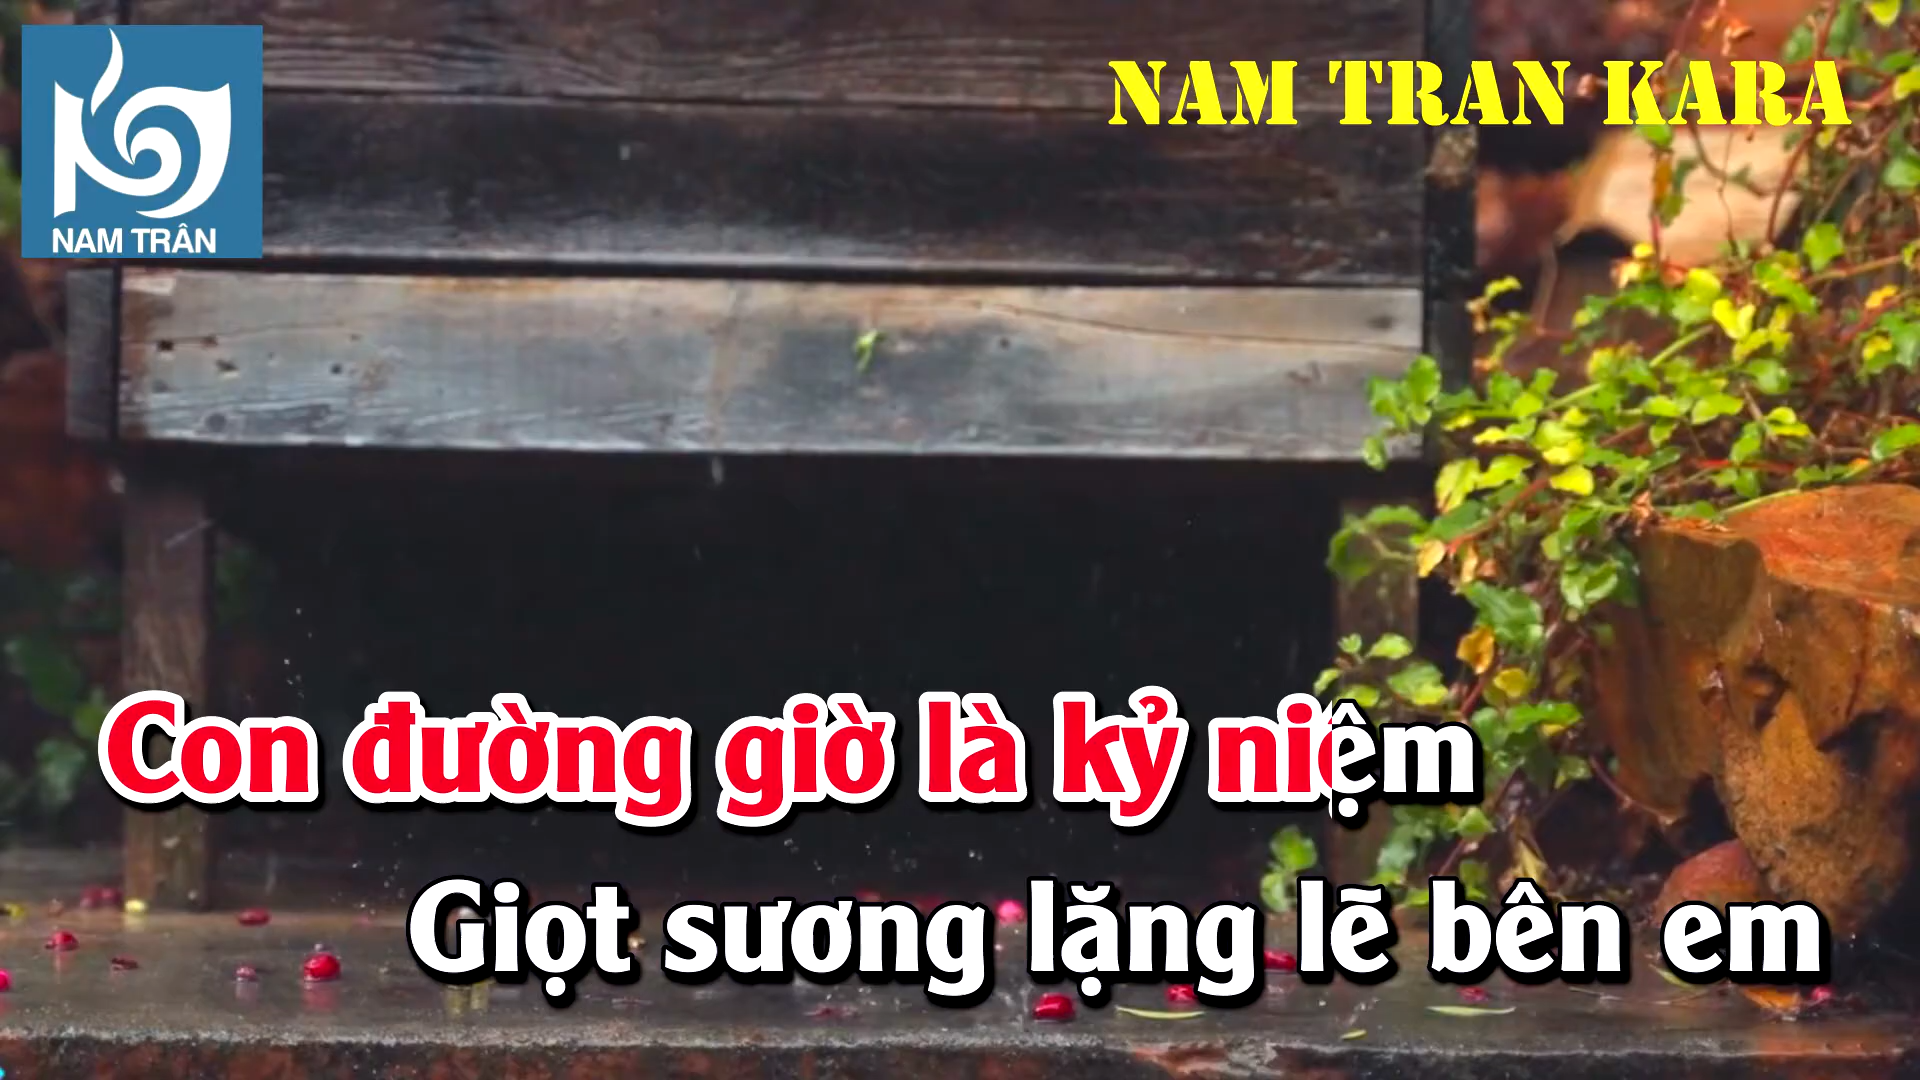 NAM TRAN KARA
NAM TRÂN
Con đường giờ là kỷ niệm
Giọt sương lặng lẽ bên em